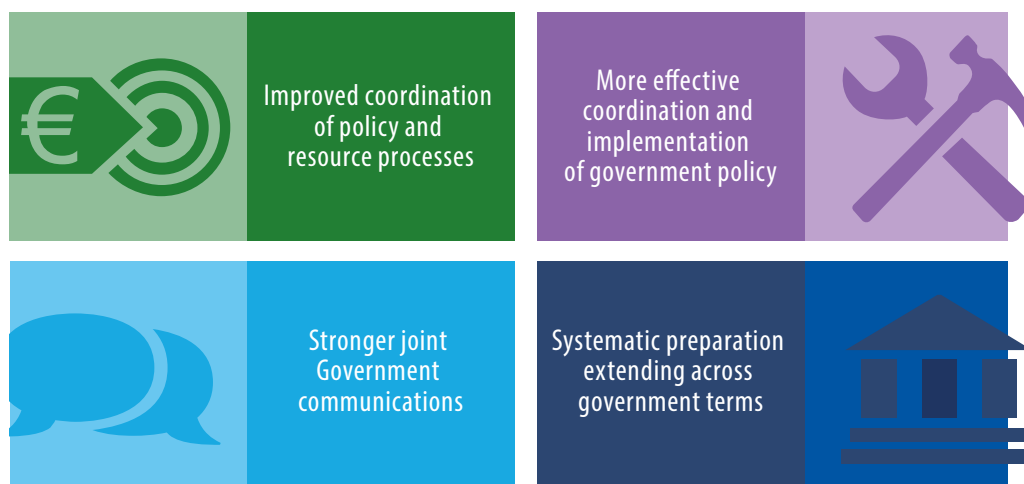 €
Improved coordination
of policy and
resource processes
More effective
coordination and
implementation
of government policy
Stronger joint
Government
communications
Systematic preparation
extending across
government terms